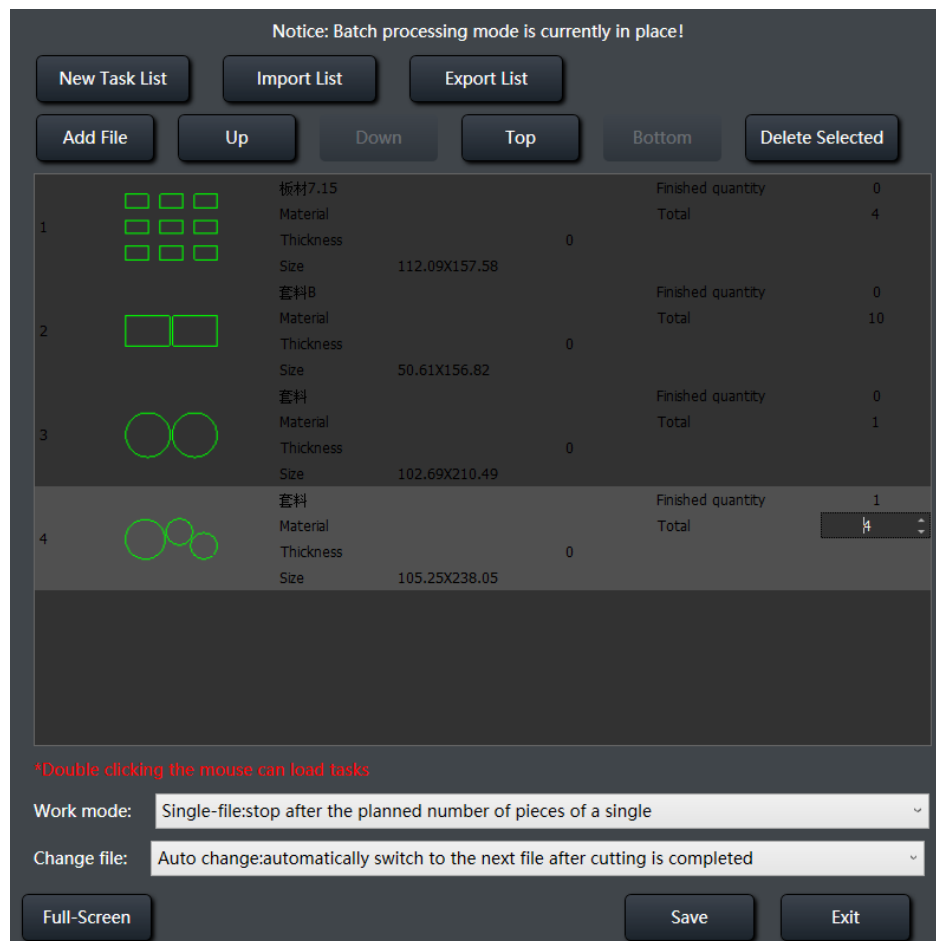 Notice: Batch processing mode is currently in place!
New Task List Import List Export List
Add File Up Down Top Bottom Delete Selected
板材7.15 Finished quantity 0
Material Total 4
1
Thickness 0
Size 112.09X157.58
套料B Finished quantity 0
Material Total 10
2
Thickness 0
Size 50.61X156.82
套料 Finished quantity 0
Material Total 1
3
Thickness 0
Size 102.69X210.49
套料 Finished quantity 1
Material Total 4
4
Thickness 0
Size 105.25X238.05
*Double clicking the mouse can load tasks
Work mode: Single-file:stop after the planned number of pieces of a single
Change file: Auto change:automatically switch to the next file after cutting is completed
Full-Screen Save Exit